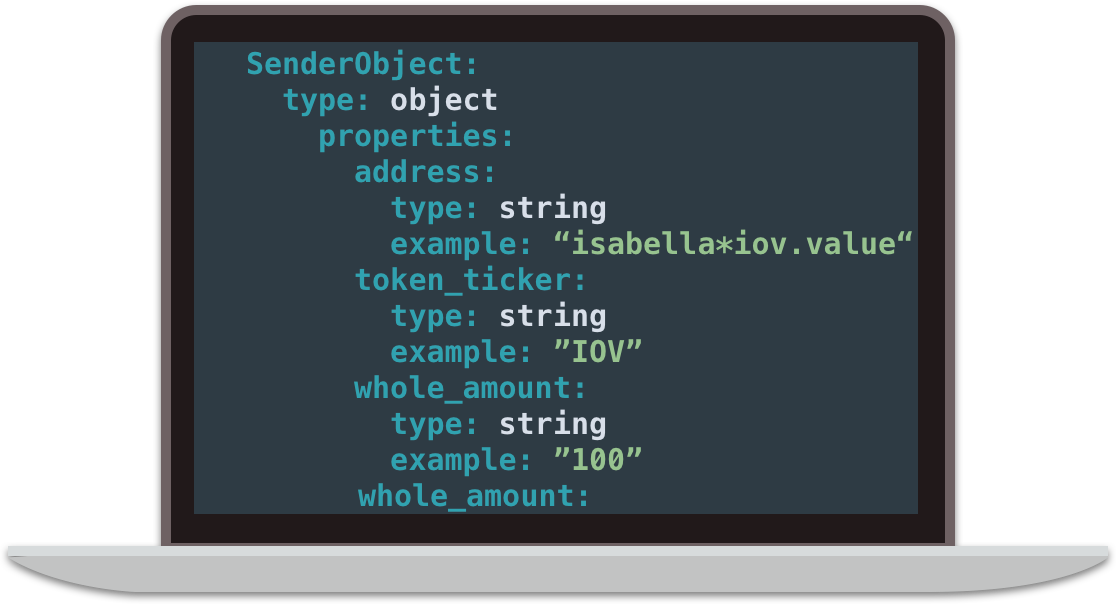 SenderObject:
type: object
properties:
address:
type: string
example: “isabella*iov.value“
token_ticker:
type: string
example: ”IOV”
whole_amount:
type: string
example: ”100”
whole_amount: